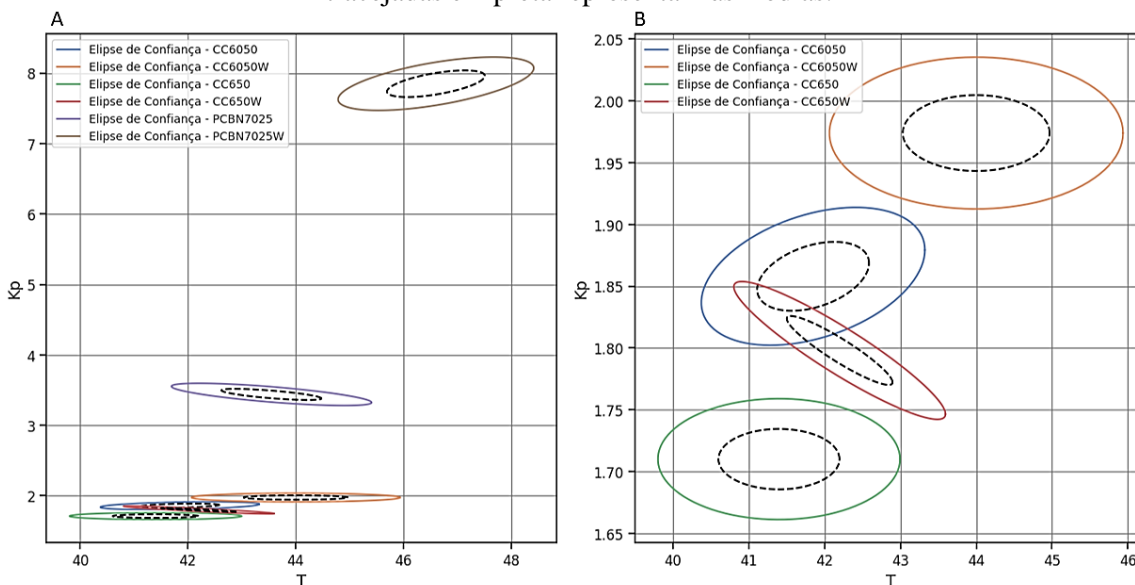 A
Elipse de Confiança - CC6050
Elipse de Confiança - CC6050W
Elipse de Confiança - CC650
Elipse de Confiança - CC650W
Elipse de Confiança - PCBN7025
Elipse de Confiança - PCBN7025W
8
7
6
5
4
3
2
Kp
40 42 44 46 48
T
B
Elipse de Confiança - CC6050
Elipse de Confiança - CC6050W
Elipse de Confiança - CC650
Elipse de Confiança - CC650W
2.05
2.00
1.95
1.90
1.85
1.80
1.75
1.70
1.65
Kp
40 41 42 43 44 45 46
T